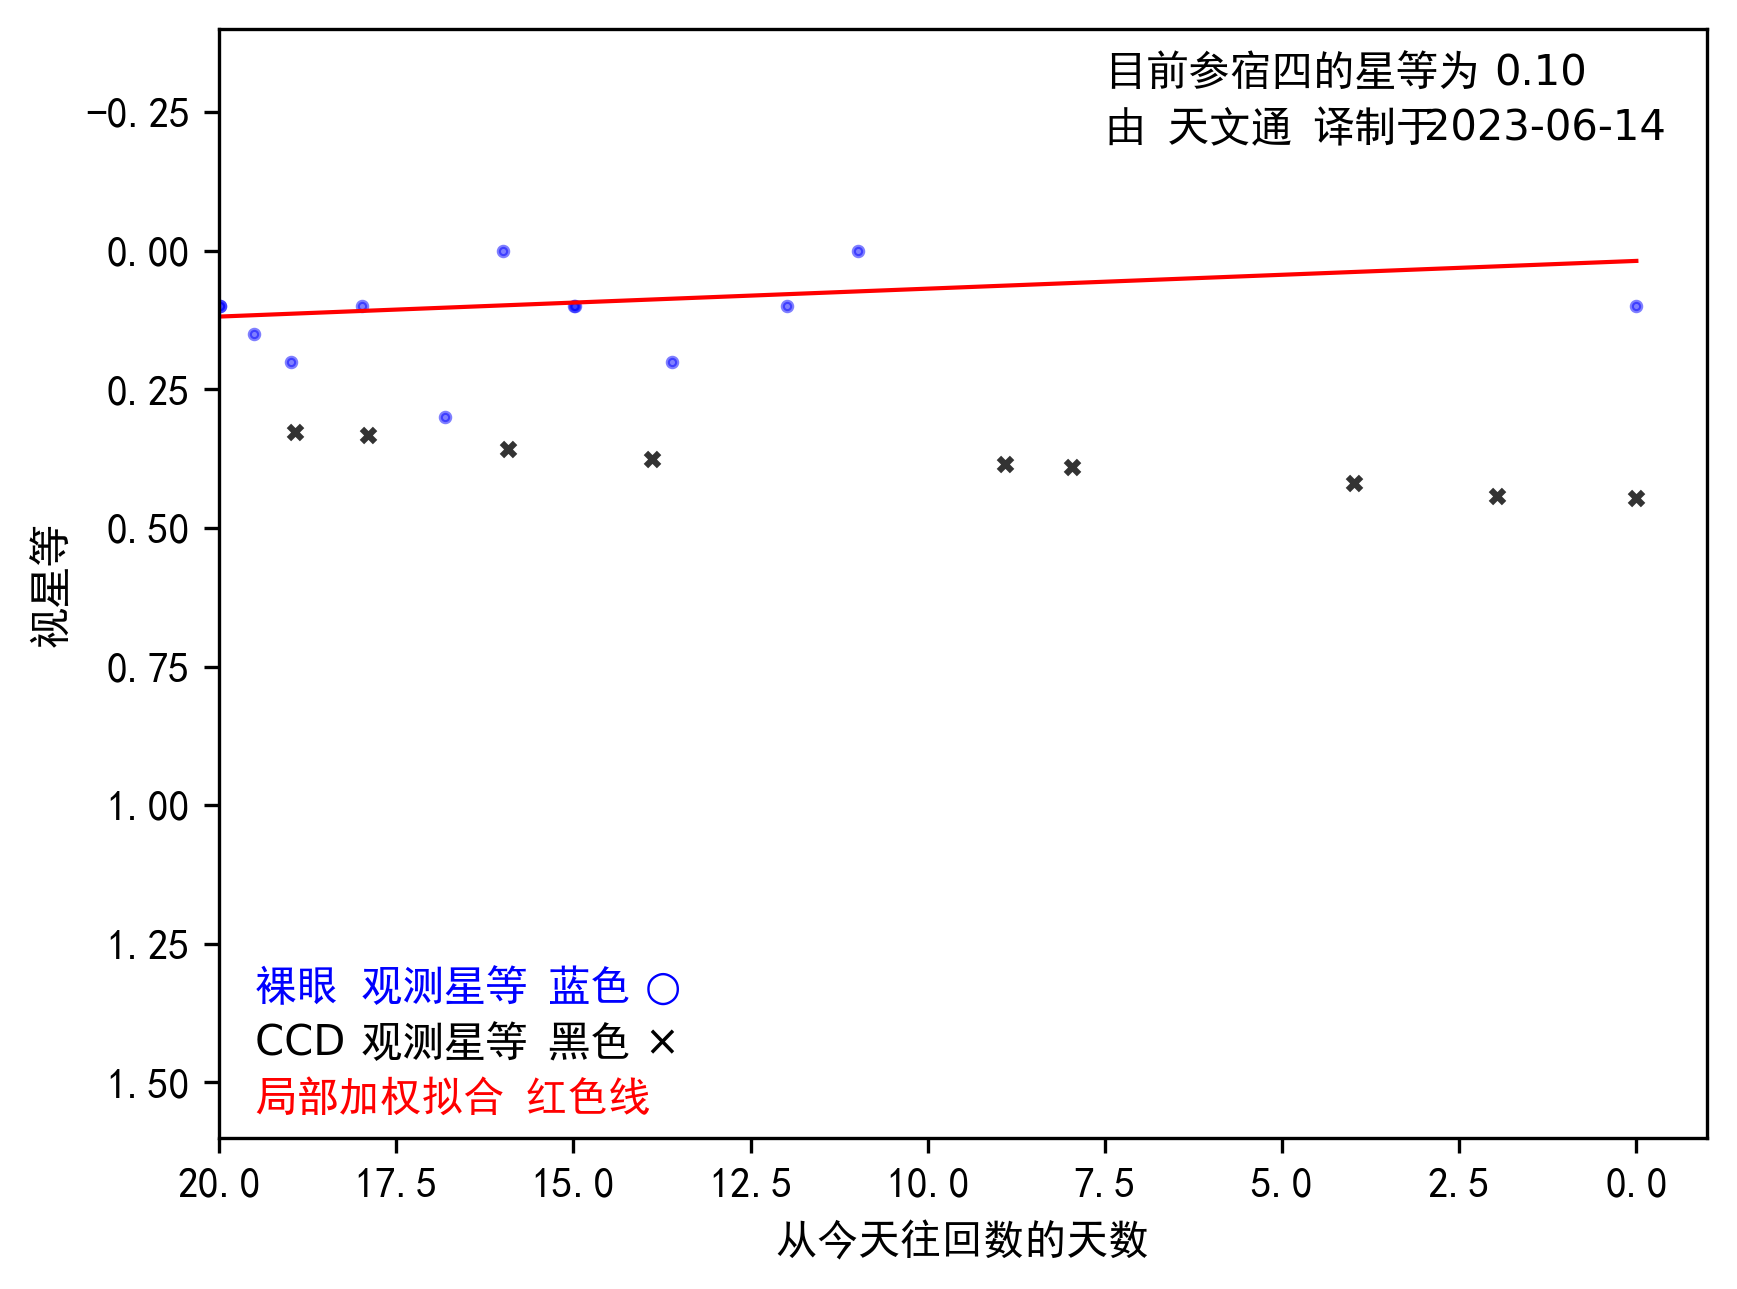 目前参宿四的星等为 0.10
由 天文通 译制于2023-06-14
视星等
−0.25
0.00
0.25
0.50
0.75
1.00
1.25
1.50
裸眼 观测星等 蓝色 ○
CCD 观测星等 黑色 ×
局部加权拟合 红色线
20.0 17.5 15.0 12.5 10.0 7.5 5.0 2.5 0.0
从今天往回数的天数